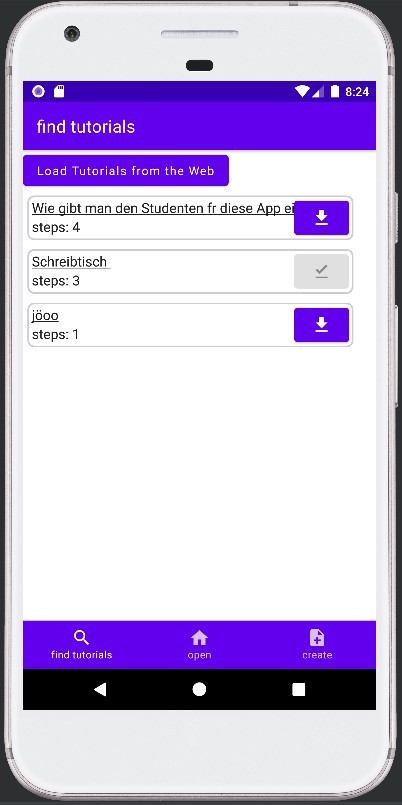 8:24
find tutorials
Load Tutorials from the Web
Wie gibt man den Studenten fr diese App ei
steps: 4
Schreibtisch
steps: 3
jöoo
steps: 1
find tutorials
open
create